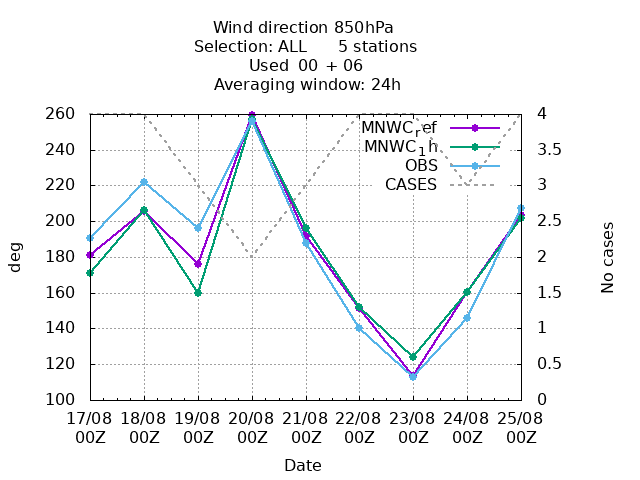 Wind direction 850hPa
Selection: ALL 5 stations
Used 00 + 06
Averaging window: 24h
260
240
220
200
180
160
140
120
100
deg
4
3.5
3
2.5
2
1.5
1
0.5
0
No cases
MNWCref
MNWC1h
OBS
CASES
17/08 18/08 19/08 20/08 21/08 22/08 23/08 24/08 25/08
00Z 00Z 00Z 00Z 00Z 00Z 00Z 00Z 00Z
Date